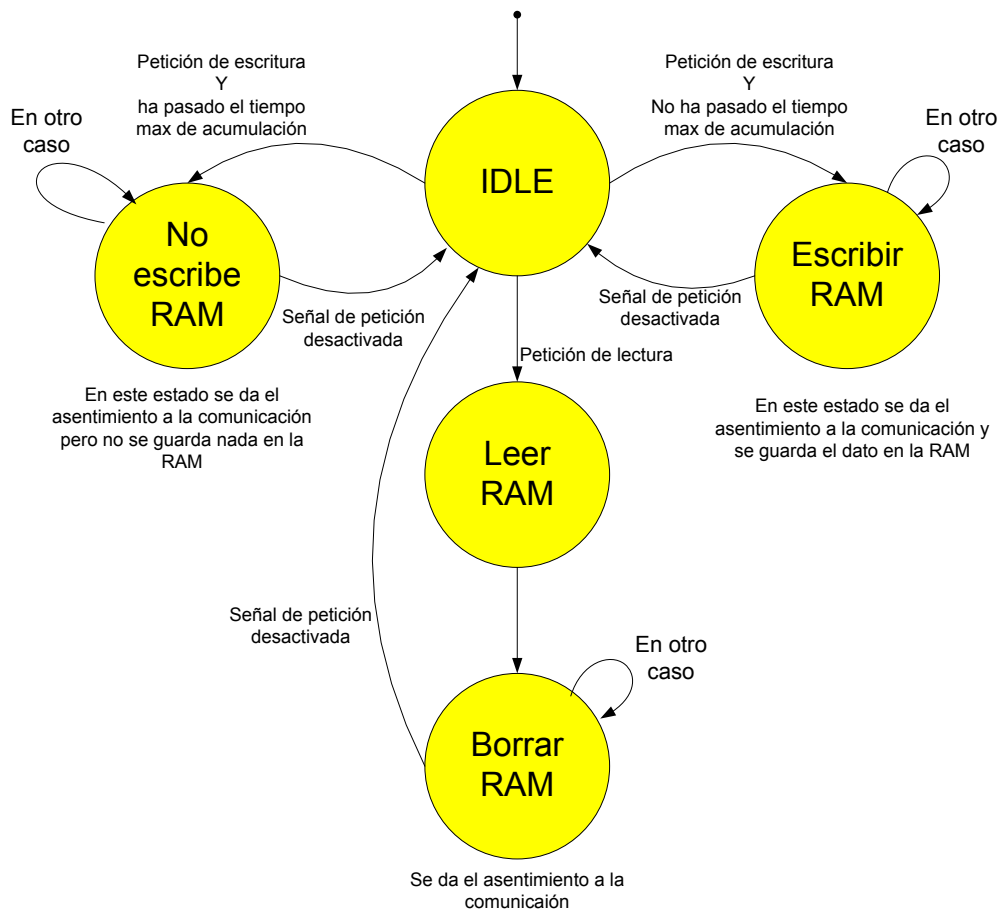 Petición de escritura
Y
ha pasado el tiempo
max de acumulación
Petición de escritura
Y
No ha pasado el tiempo
max de acumulación
En otro
caso
En otro
caso
IDLE
No
escribe
RAM
Escribir
RAM
Señal de petición
desactivada
Señal de petición
desactivada
Petición de lectura
En este estado se da el
asentimiento a la comunicación
pero no se guarda nada en la
RAM
En este estado se da el
asentimiento a la comunicación y
se guarda el dato en la RAM
Leer
RAM
Señal de petición
desactivada
En otro
caso
Borrar
RAM
Se da el asentimiento a la
comunicaión